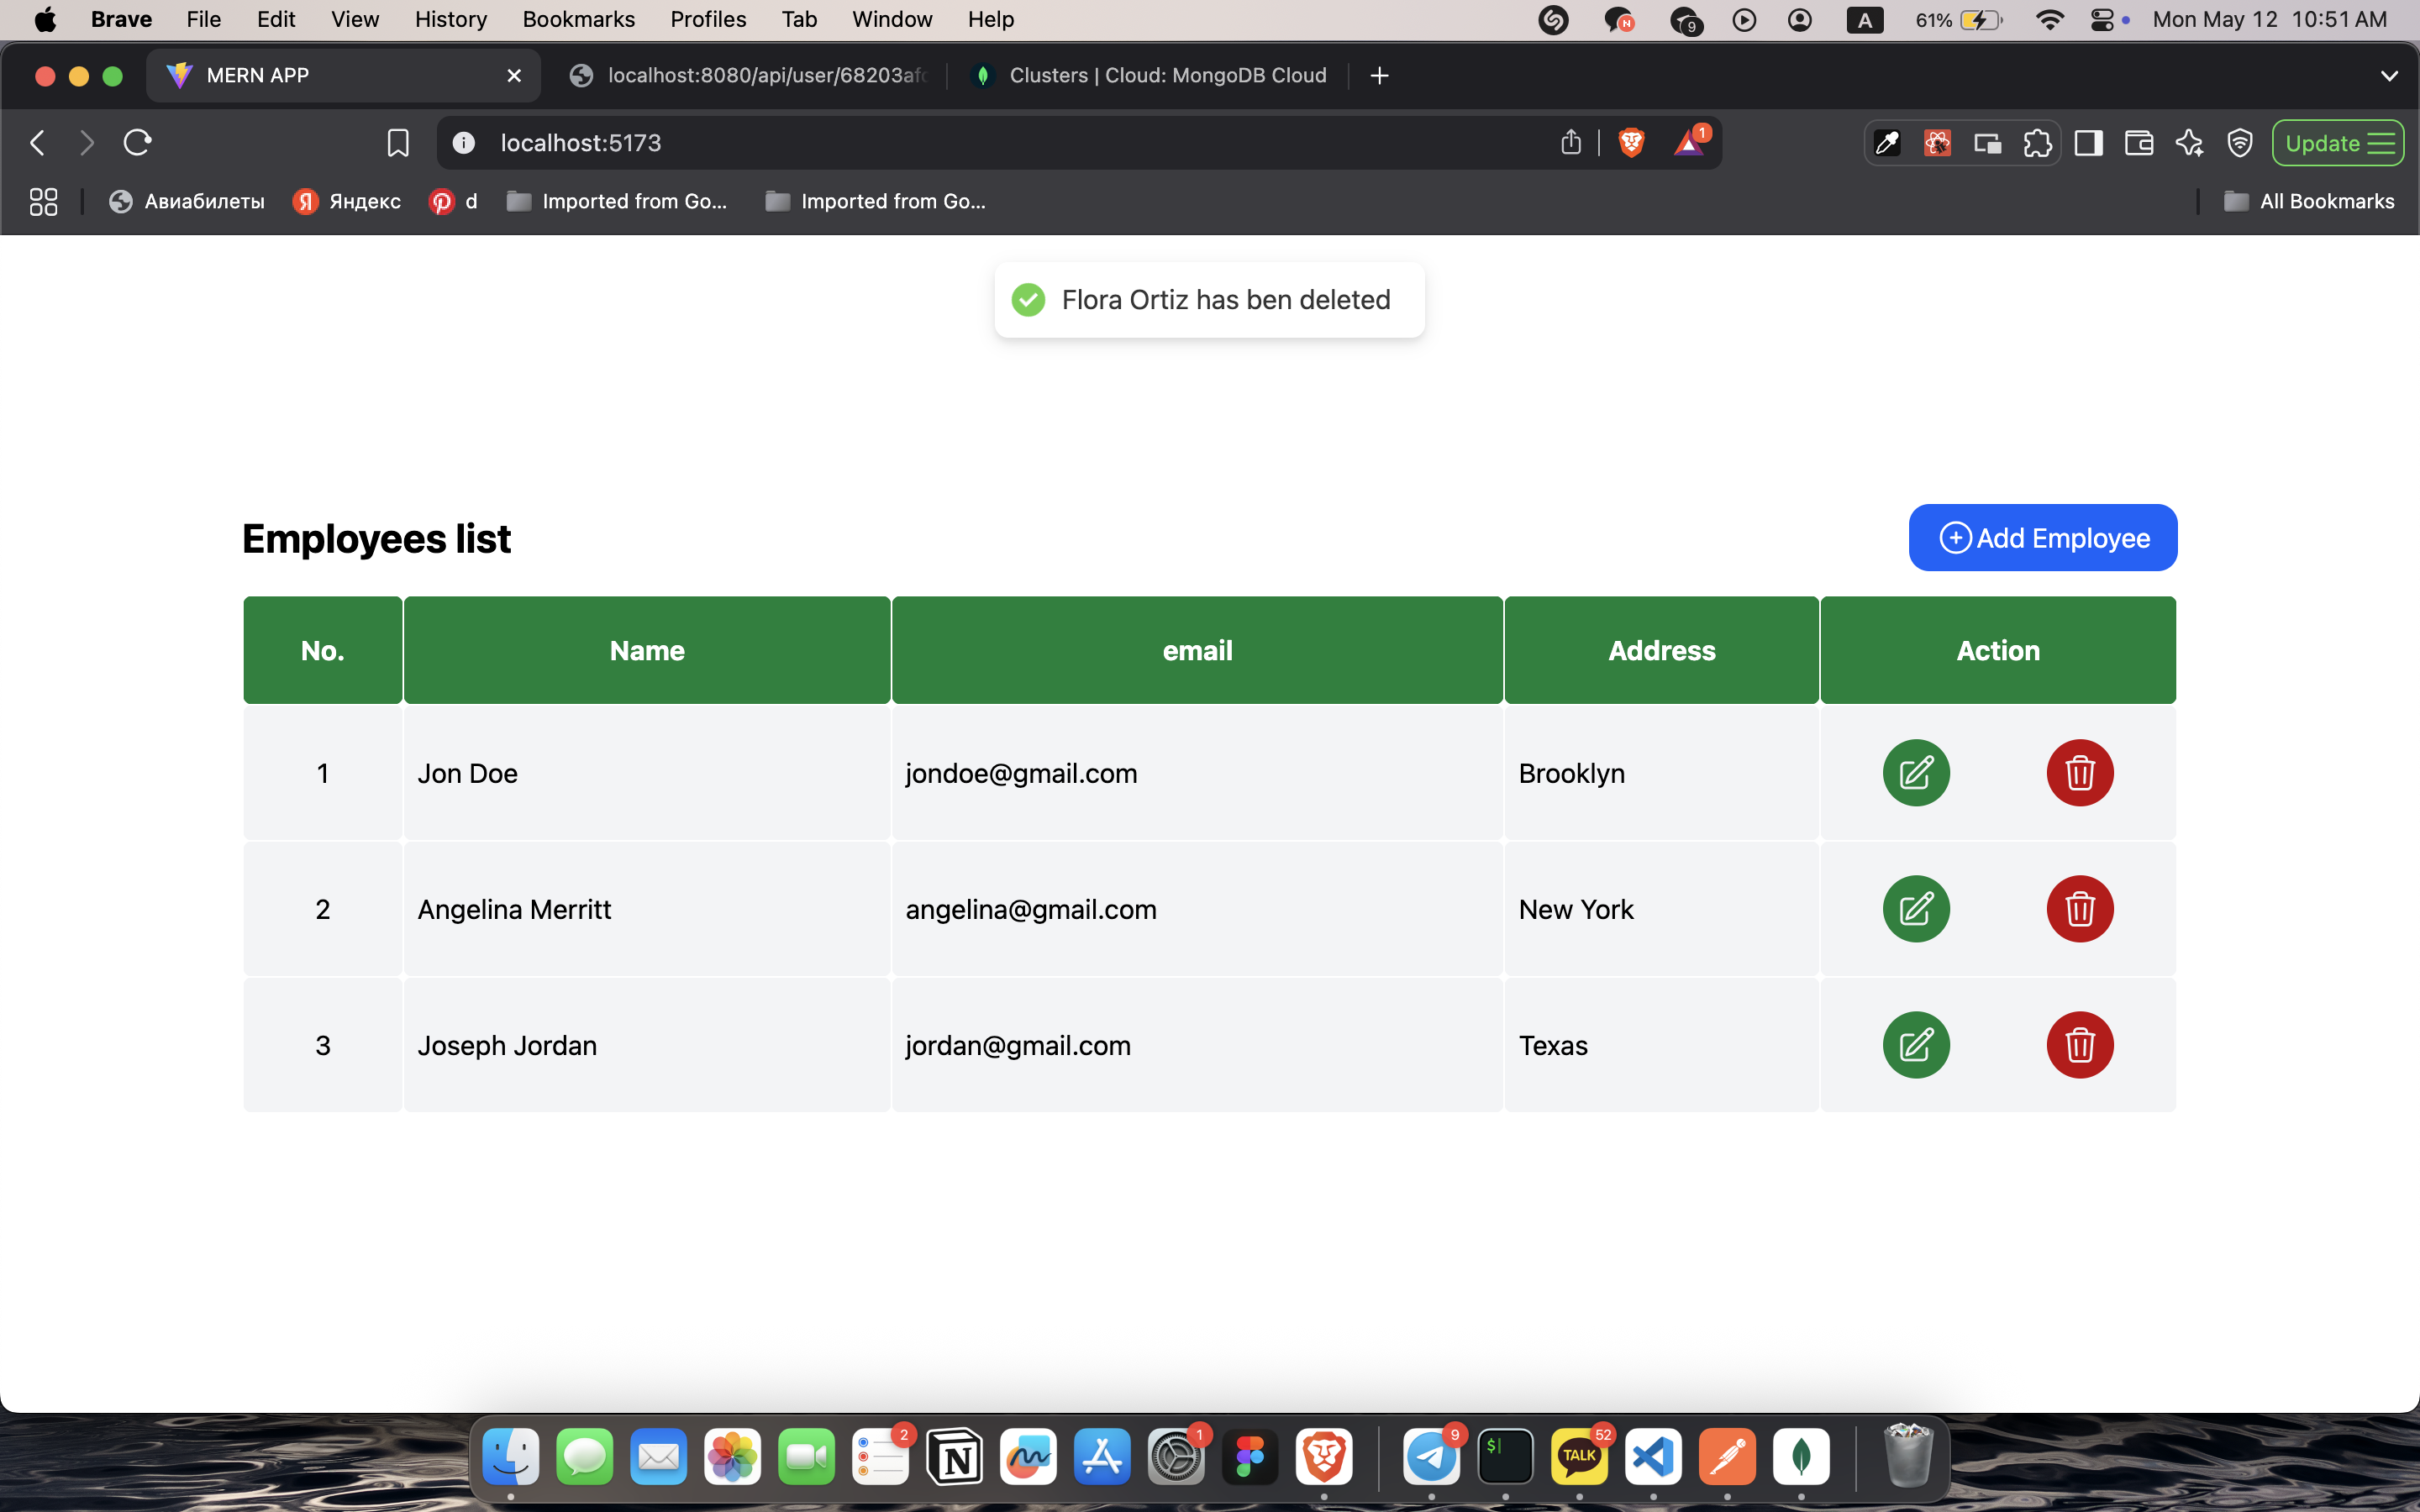 Brave File Edit View History Bookmarks Profiles Tab Window Help N 9 A 61% Mon May 12 10:51 AM
MERN APP localhost:8080/api/user/68203af Clusters | Cloud: MongoDB Cloud
localhost:5173 1 Update
Авиабилеты Я Яндекс d Imported from Go... Imported from Go... All Bookmarks
Flora Ortiz has ben deleted
Employees list Add Employee
No. Name email Address Action
1 Jon Doe jondoe@gmail.com Brooklyn
2 Angelina Merritt angelina@gmail.com New York
3 Joseph Jordan jordan@gmail.com Texas
2 1 9 $ TALK 52